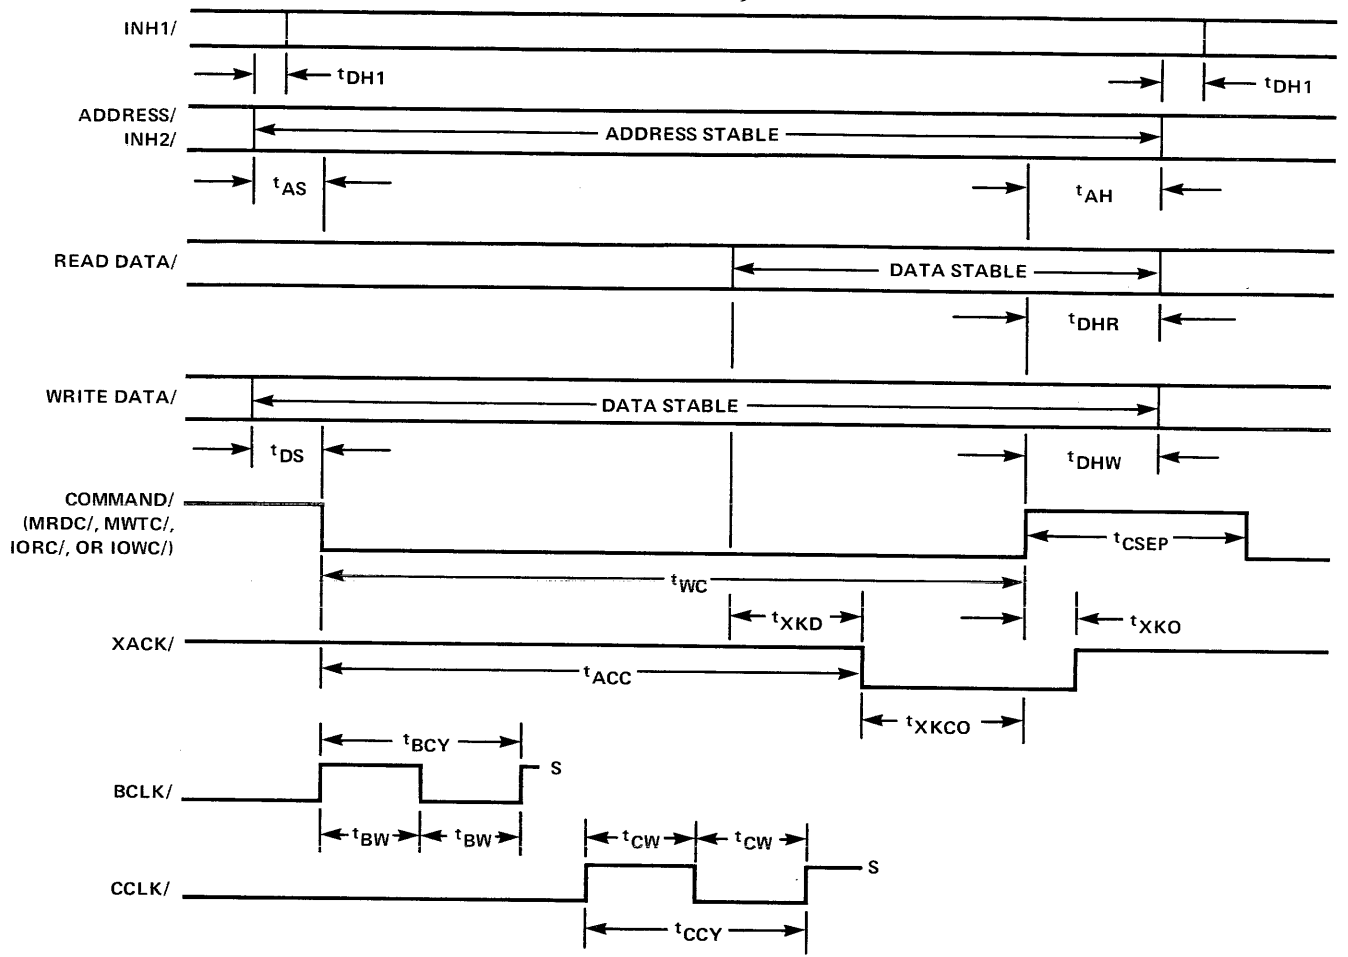 INH1/
tDH1
tDH1
ADDRESS/
INH2/
ADDRESS STABLE
tAS
tAH
READ DATA/
DATA STABLE
tDHR
WRITE DATA/
DATA STABLE
tDS
tDHW
COMMAND/
(MRDC/, MWTC/,
IORC/, OR IOWC/)
tCSEP
tWC
tXKD
tXKO
XACK/
tACC
tXKCO
tBCY
S
BCLK/
tBW
tBW
tCW
tCW
S
CCLK/
tCCY